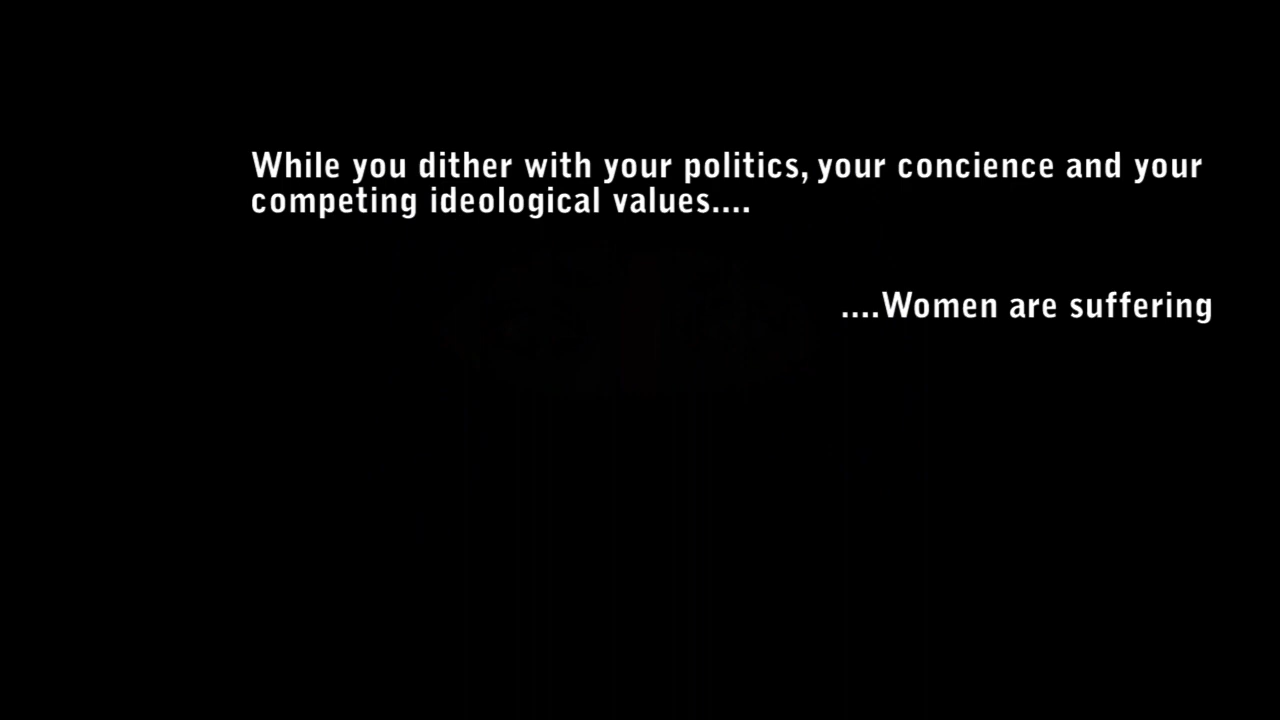 While you dither with your politics, your concience and your
competing ideological values....
....Women are suffering